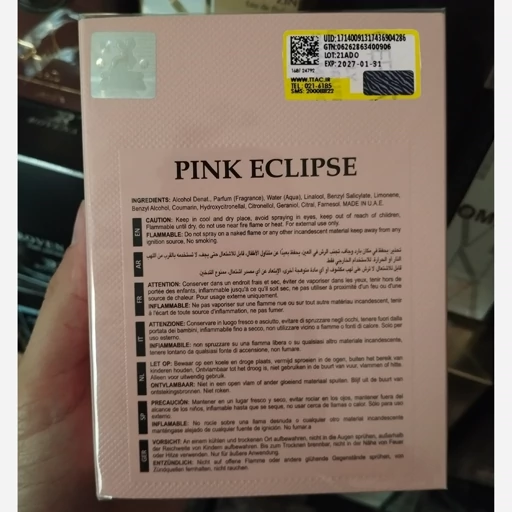 UID:17140091317436904286
GTIN:06262863400906
LOT:21ADO
EXP:2027-01-31
WWW.TTAC.IR
TEL: 021-6185
SMS: 20008822
PINK ECLIPSE
INGREDIENTS: Alcohol Denat., Parfum (Fragrance), Water (Aqua), Linalool, Benzyl Salicylate, Limonene,
Benzyl Alcohol, Coumarin, Hydroxycitronellal, Citronellol, Geraniol, Citral, Farnesol. MADE IN U.A.E.
EN
CAUTION: Keep in cool and dry place, avoid spraying in eyes, keep out of reach of children,
Flammable until dry, do not use near fire flame or heat. For external use only.
FLAMMABLE: Do not spray on a naked flame or any other incandescent material keep away from any
ignition source. No smoking.
AR
FR
ATTENTION: Conserver dans un endroit frais et sec, éviter de vaporiser dans les yeux, tenir hors de
portée des enfants, inflammable jusqu'à ce qu'il soit sec, ne pas utiliser à proximité d'un feu ou d'une
source de chaleur. Pour usage externe uniquement.
INFLAMMABLE: Ne pas vaporiser sur une flamme nue ou sur tout autre matériau incandescent, tenir
à l'écart de toute source d'inflammation, ne pas fumer.
IT
ATTENZIONE: Conservare in luogo fresco e asciutto, evitare di spruzzare negli occhi, tenere fuori dalla
portata dei bambini, infiammabile fino a secco, non utilizzare vicino a fiamme o fonti di calore. Solo per
uso esterno.
INFIAMMABILE: non spruzzare su una fiamma libera o su qualsiasi altro materiale incandescente,
tenere lontano da qualsiasi fonte di accensione, non fumare.
NL
LET OP: Bewaar op een koele en droge plaats, vermijd sproeien in de ogen, buiten het bereik van
kinderen houden. Ontvlambaar tot het droog is, niet gebruiken in de buurt van vuur, vlammen of hitte.
Alleen voor uitwendig gebruik.
ONTVLAMBAAR: Niet in een open vlam of ander gloeiend materiaal spuiten. Blijf uit de buurt van
ontstekingsbronnen. Niet roken.
SP
PRECAUCIÓN: Mantener en un lugar fresco y seco, evitar rociar en los ojos, mantener fuera del
alcance de los niños, inflamable hasta que se seque, no usar cerca de llamas o calor. Solo para uso
externo.
INFLAMABLE: No rocíe sobre una llama desnuda o cualquier otro material incandescente
manténgase alejado de cualquier fuente de ignición. No fumar
GER
VORSICHT: An einem kühlen und trockenen Ort aufbewahren, nicht in die Augen sprühen, außerhalb
der Reichweite von Kindern aufbewahren. Bis zum Trocknen brennbar, nicht in der Nähe von Feuer
oder Hitze verwenden. Nur für äußere Anwendung.
ENTZÜNDLICH: Nicht auf offene Flamme oder andere glühende Gegenstände sprühen, von
Zündquellen fernhalten, nicht rauchen.